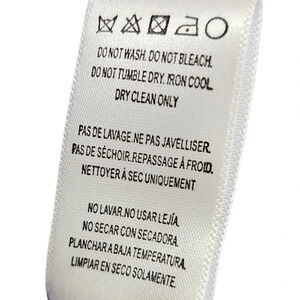 DO NOT WASH. DO NOT BLEACH.
DO NOT TUMBLE DRY. IRON COOL.
DRY CLEAN ONLY
PAS DE LAVAGE.NE PAS JAVELLISER.
PAS DE SÉCHOIR.REPASSAGE À FROID.
NETTOYER À SEC UNIQUEMENT
NO LAVAR.NO USAR LEJÍA.
NO SECAR CON SECADORA.
PLANCHAR A BAJA TEMPERATURA.
LIMPIAR EN SECO SOLAMENTE.